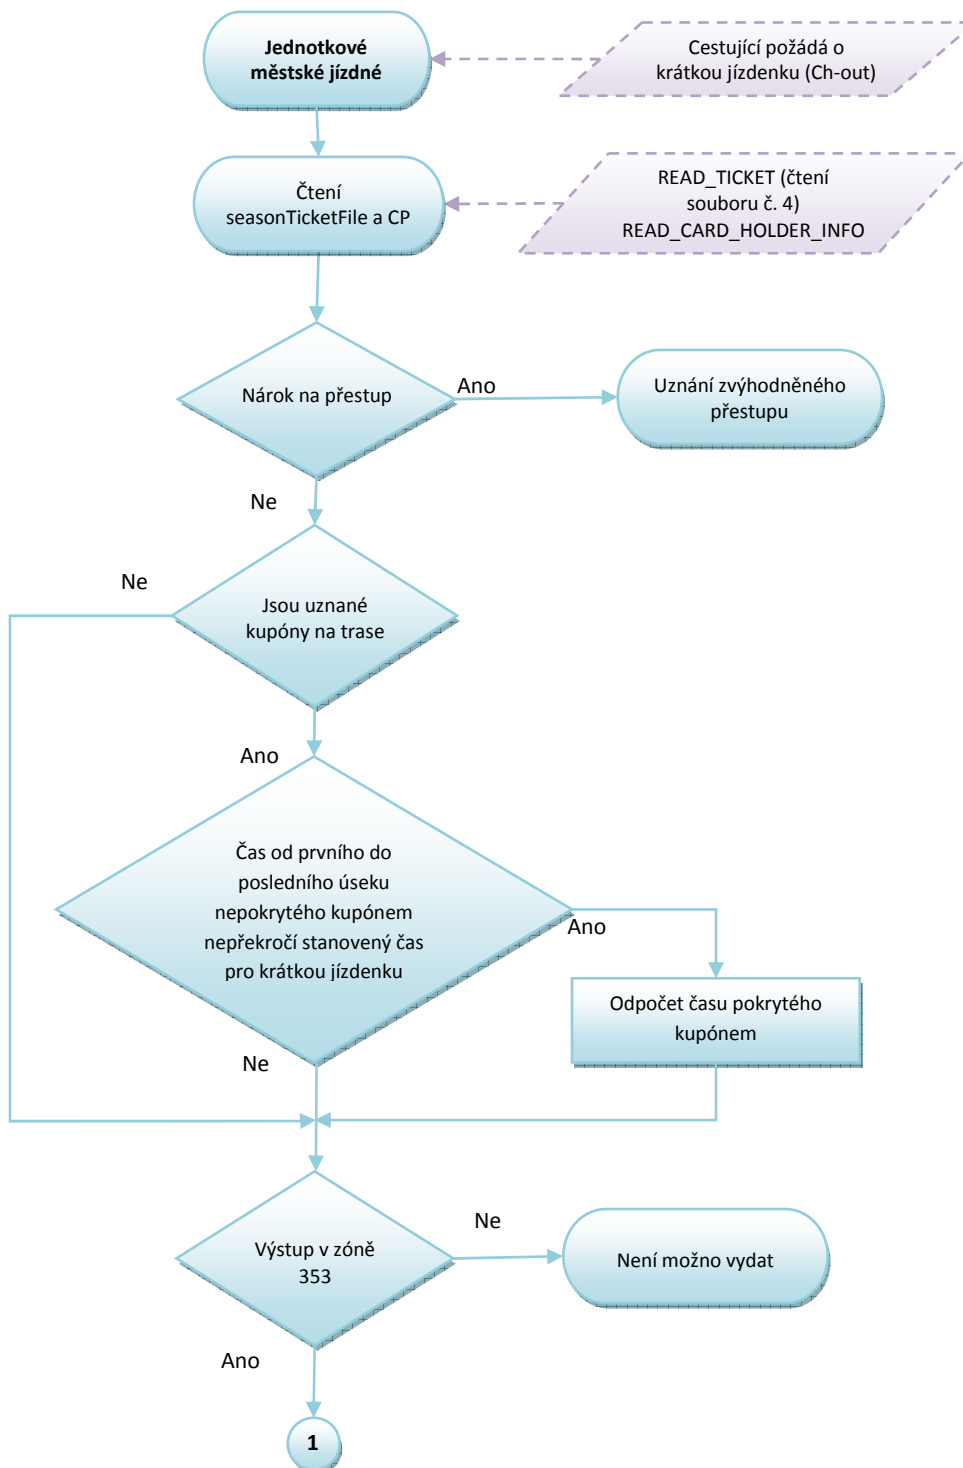 Jednotkové
městské jízdné
Cestující požádá o
krátkou jízdenku (Ch-out)
Čtení
seasonTicketFile a CP
READ_TICKET (čtení
souboru č. 4)
READ_CARD_HOLDER_INFO
Nárok na přestup
Ano
Uznání zvýhodněného
přestupu
Ne
Ne
Jsou uznané
kupóny na trase
Ano
Čas od prvního do
posledního úseku
nepokrytého kupónem
nepřekročí stanovený čas
pro krátkou jízdenku
Ano
Odpočet času pokrytého
kupónem
Ne
Výstup v zóně
353
Ne
Není možno vydat
Ano
1